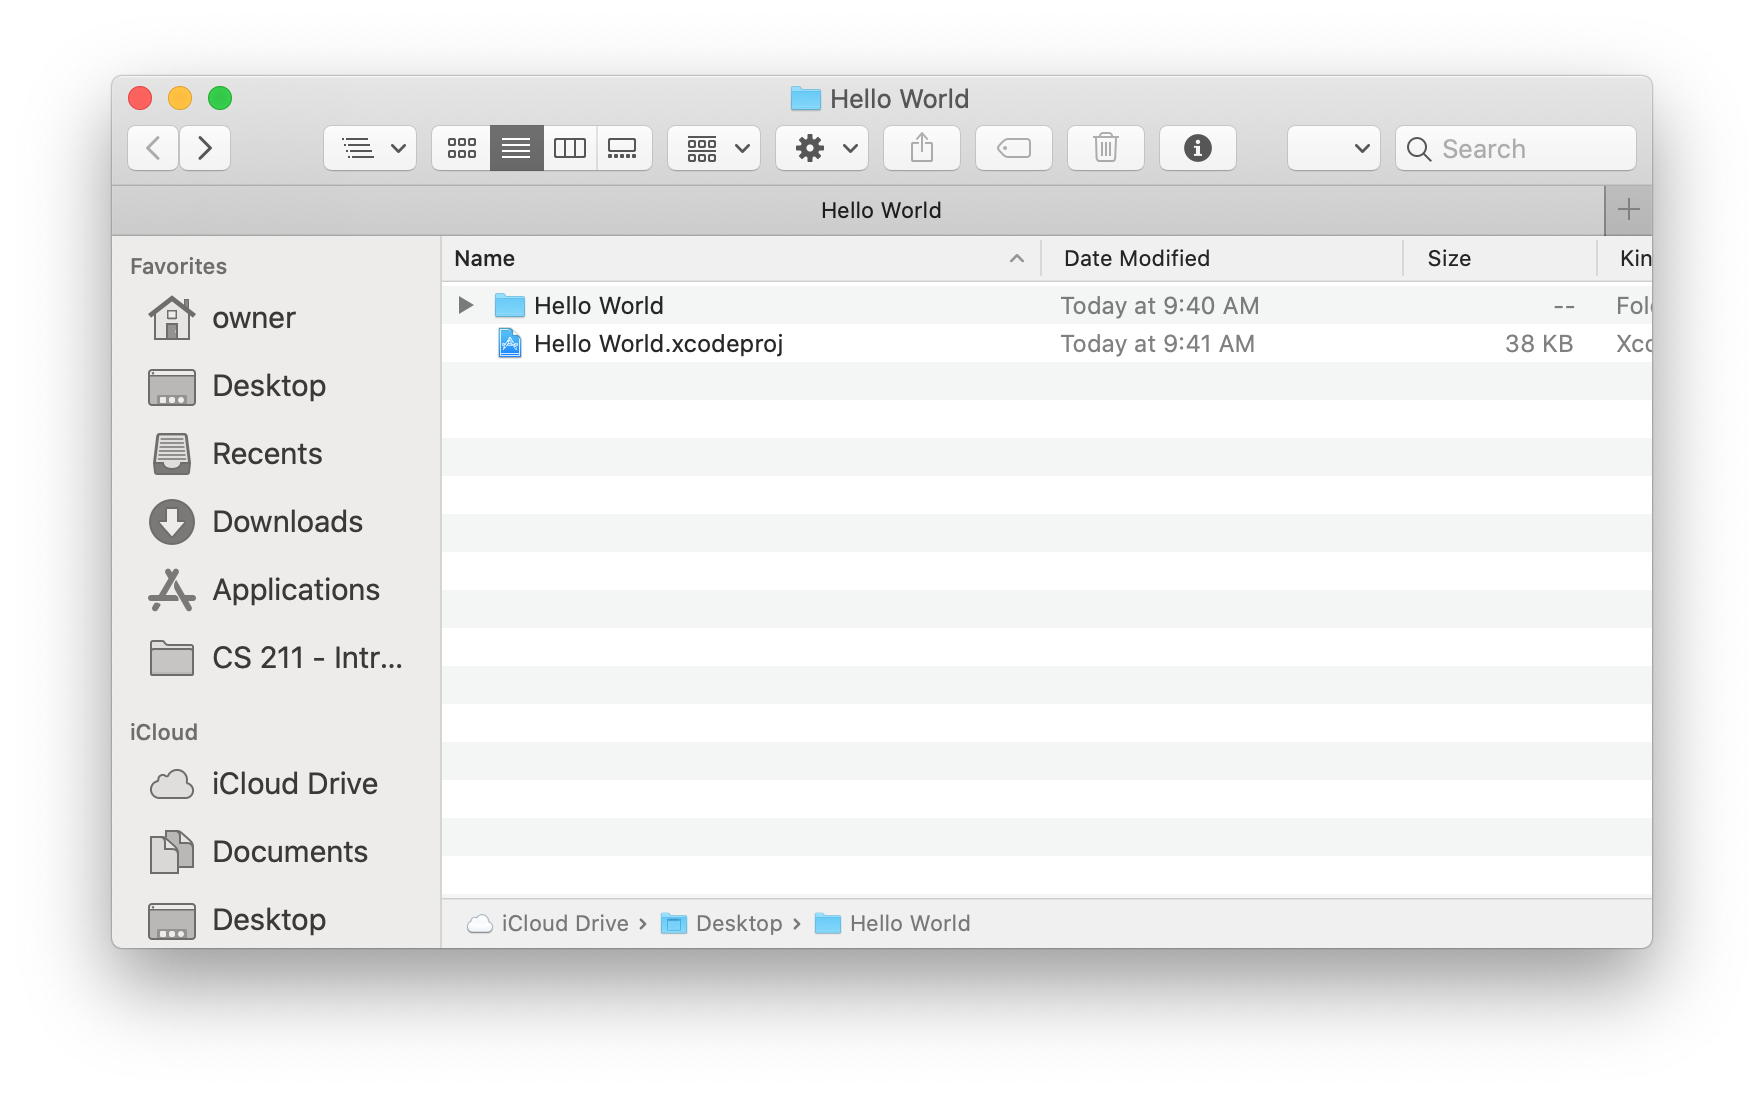 Hello World
Search
Hello World
Favorites
owner
Desktop
Recents
Downloads
Applications
CS 211 - Intr...
iCloud
iCloud Drive
Documents
Desktop
Name Date Modified Size Kin
Hello World Today at 9:40 AM -- Fol
Hello World.xcodeproj Today at 9:41 AM 38 KB Xco
iCloud Drive › Desktop › Hello World